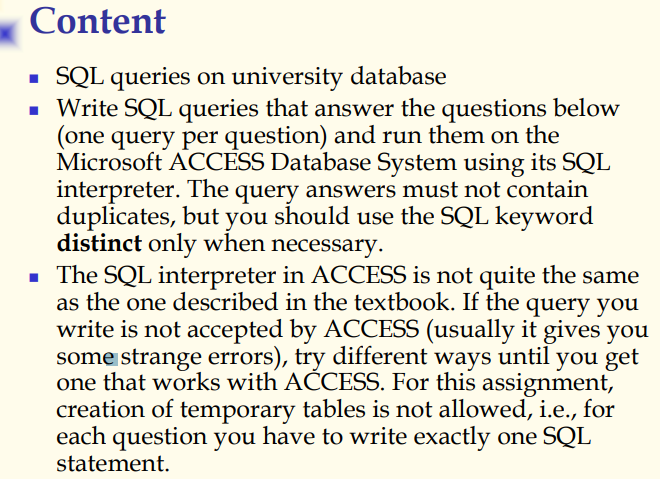 Content
SQL queries on university database
Write SQL queries that answer the questions below
(one query per question) and run them on the
Microsoft ACCESS Database System using its SQL
interpreter. The query answers must not contain
duplicates, but you should use the SQL keyword
distinct only when necessary.
The SQL interpreter in ACCESS is not quite the same
as the one described in the textbook. If the query you
write is not accepted by ACCESS (usually it gives you
some strange errors), try different ways until you get
one that works with ACCESS. For this assignment,
creation of temporary tables is not allowed, i.e., for
each question you have to write exactly one SQL
statement.